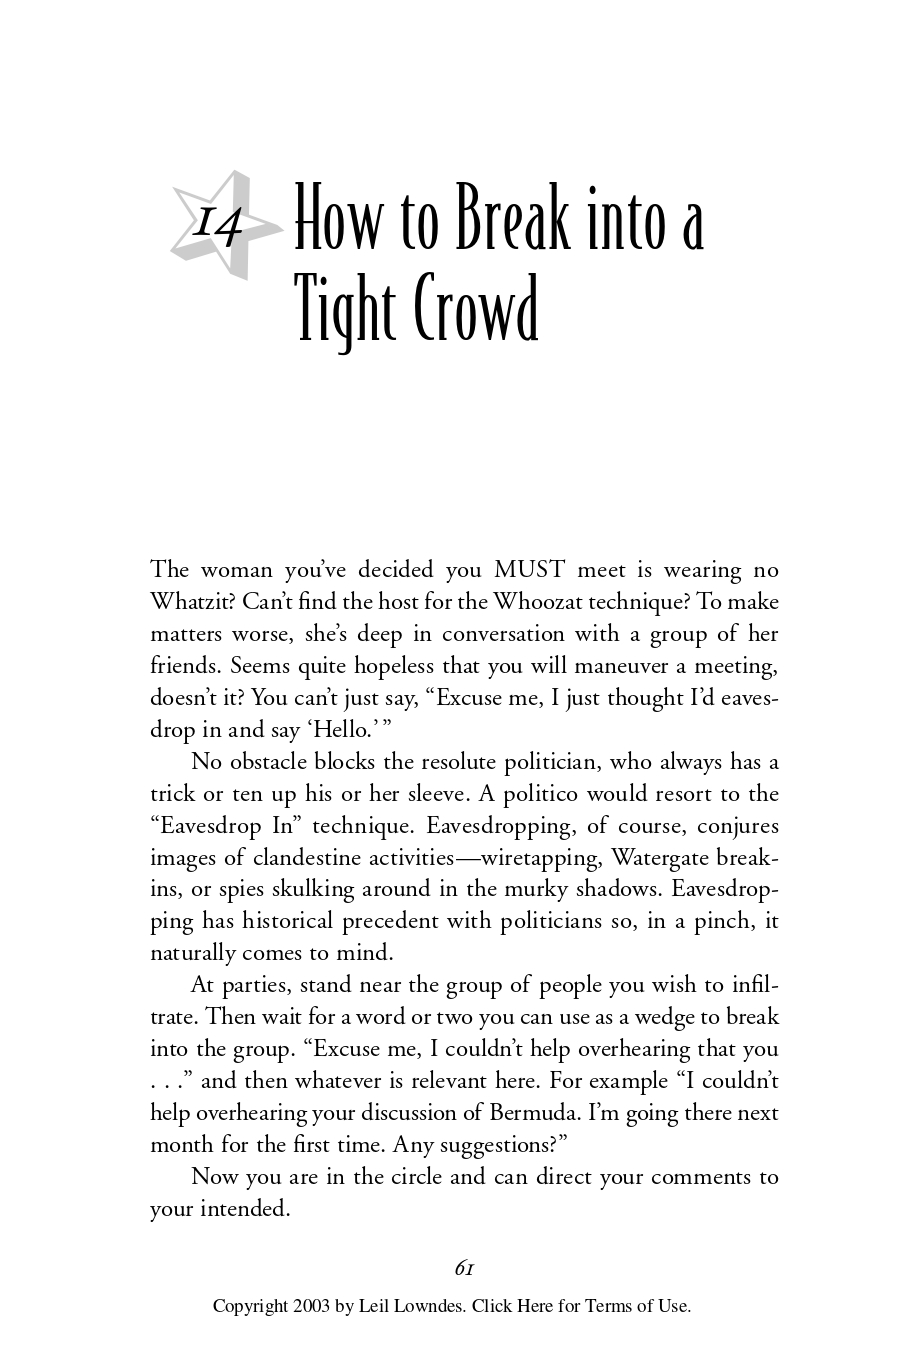 14
How to Break into a
Tight Crowd
The woman you’ve decided you MUST meet is wearing no
Whatzit? Can’t find the host for the Whoozat technique? To make
matters worse, she’s deep in conversation with a group of her
friends. Seems quite hopeless that you will maneuver a meeting,
doesn’t it? You can’t just say, “Excuse me, I just thought I’d eaves-
drop in and say ‘Hello.’ ”
No obstacle blocks the resolute politician, who always has a
trick or ten up his or her sleeve. A politico would resort to the
“Eavesdrop In” technique. Eavesdropping, of course, conjures
images of clandestine activities—wiretapping, Watergate break-
ins, or spies skulking around in the murky shadows. Eavesdrop-
ping has historical precedent with politicians so, in a pinch, it
naturally comes to mind.
At parties, stand near the group of people you wish to infil-
trate. Then wait for a word or two you can use as a wedge to break
into the group. “Excuse me, I couldn’t help overhearing that you
. . .” and then whatever is relevant here. For example “I couldn’t
help overhearing your discussion of Bermuda. I’m going there next
month for the first time. Any suggestions?”
Now you are in the circle and can direct your comments to
your intended.
61
Copyright 2003 by Leil Lowndes. Click Here for Terms of Use.